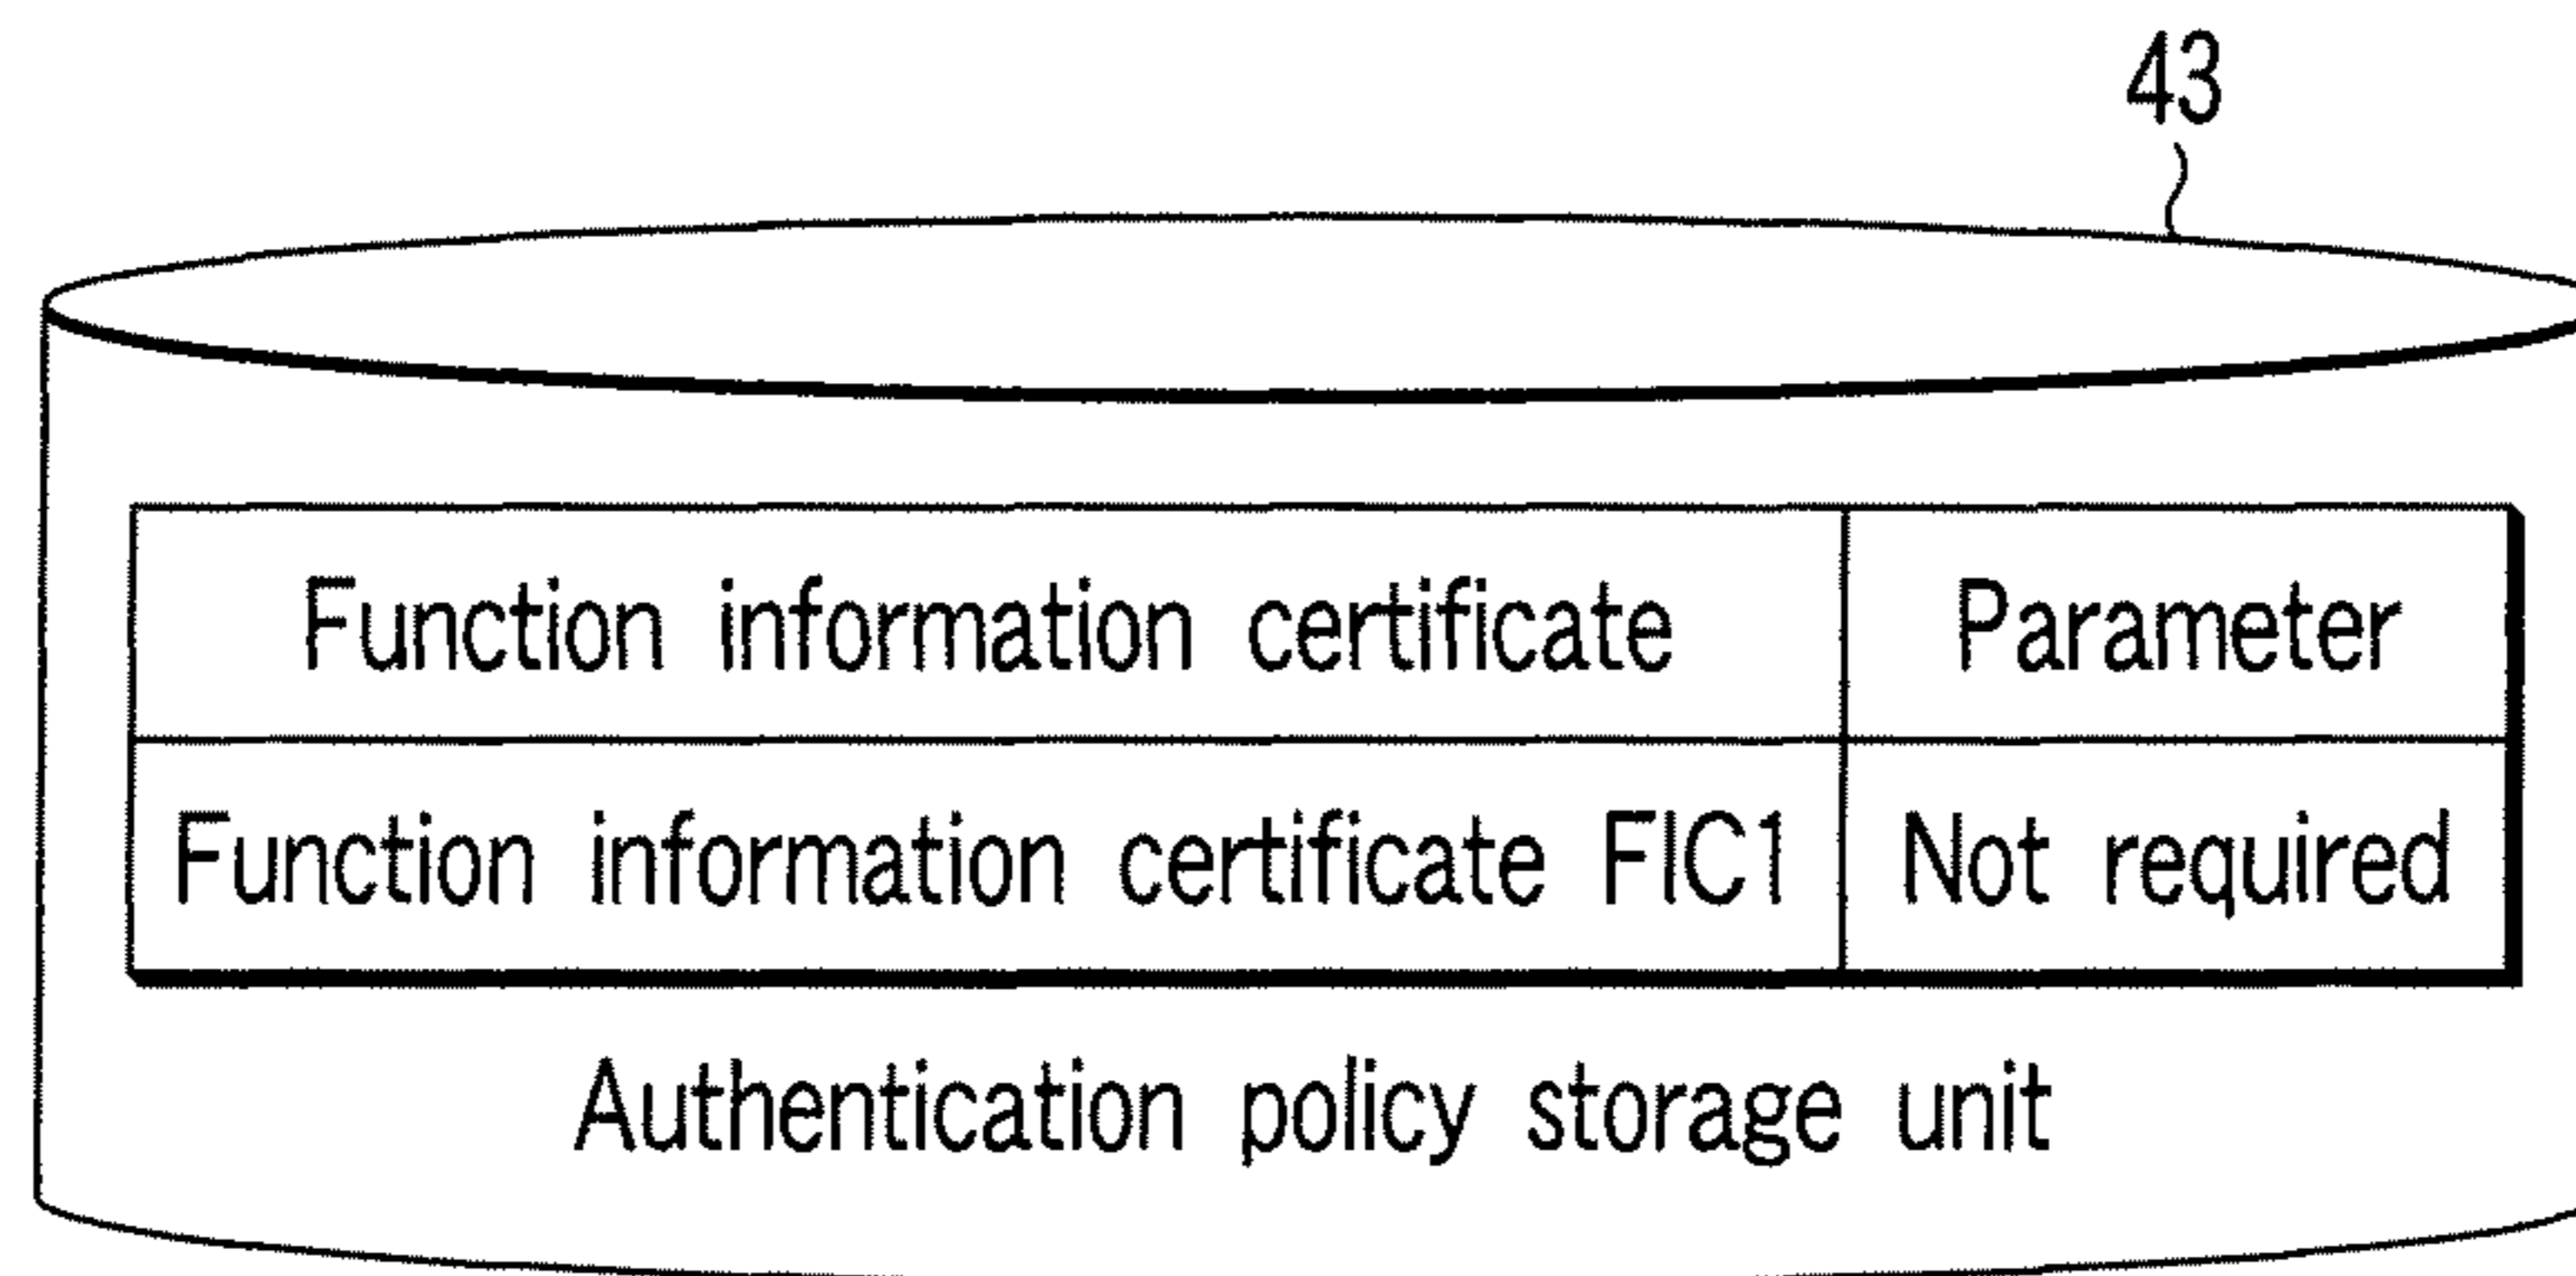 43
Function information certificate Parameter
Function information certificate FIC1 Not required
Authentication policy storage unit